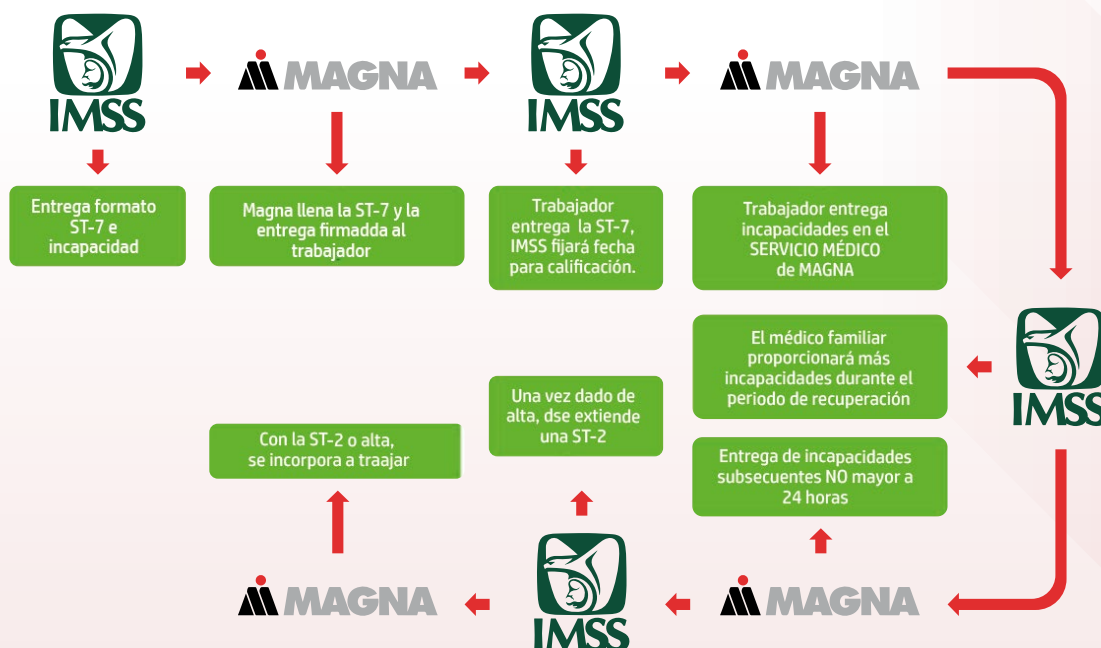 IMSS
MAGNA
IMSS
MAGNA
Entrega formato
ST-7 e
incapacidad
Magna llena la ST-7 y la
entrega firmadda al
trabajador
Trabajador
entrega la ST-7,
IMSS fijará fecha
para calificación.
Trabajador entrega
incapacidades en el
SERVICIO MÉDICO
de MAGNA
IMSS
El médico familiar
proporcionará más
incapacidades durante el
periodo de recuperación
Entrega de incapacidades
subsecuentes NO mayor a
24 horas
Una vez dado de
alta, dse extiende
una ST-2
Con la ST-2 o alta,
se incorpora a traajar
MAGNA
IMSS
MAGNA